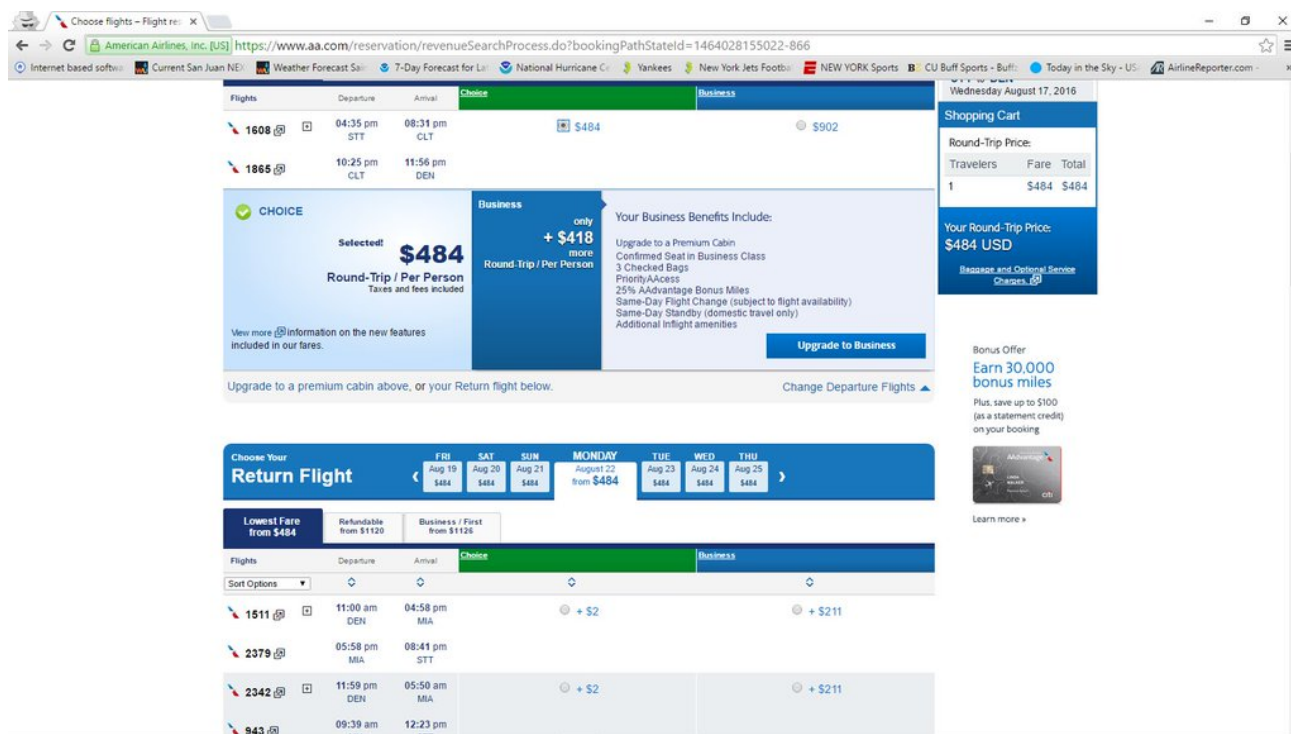 Choose flights – Flight res
American Airlines, Inc. [US] https://www.aa.com/reservation/revenueSearchProcess.do?bookingPathStateId=1464028155022-866
Internet based softwa Current San Juan NEX Weather Forecast San 7-Day Forecast for La National Hurricane Ce Yankees New York Jets Footba NEW YORK Sports CU Buff Sports - Buff Today in the Sky - US AirlineReporter.com -
Flights Departure Arrival Choice Business
1608 04:35 pm 08:31 pm $484 $902
STT CLT
1865 10:25 pm 11:56 pm
CLT DEN
CHOICE
Selected! $484
Round-Trip / Per Person
Taxes and fees included
View more information on the new features
included in our fares.
Business
only
+ $418
more
Round-Trip / Per Person
Your Business Benefits Include:
Upgrade to a Premium Cabin
Confirmed Seat in Business Class
3 Checked Bags
PriorityAAcess
25% AAdvantage Bonus Miles
Same-Day Flight Change (subject to flight availability)
Same-Day Standby (domestic travel only)
Additional Inflight amenities
Upgrade to Business
Upgrade to a premium cabin above, or your Return flight below.
Change Departure Flights
Wednesday August 17, 2016
Shopping Cart
Round-Trip Price:
Travelers Fare Total
1 $484 $484
Your Round-Trip Price:
$484 USD
Baggage and Optional Service
Charges.
Bonus Offer
Earn 30,000
bonus miles
Plus, save up to $100
(as a statement credit)
on your booking
AAdvantage
citi
Learn more »
Choose Your
Return Flight
FRI SAT SUN MONDAY TUE WED THU
Aug 19 Aug 20 Aug 21 August 22 Aug 23 Aug 24 Aug 25
$484 $484 $484 from $484 $484 $484 $484
Lowest Fare Refundable Business / First
from $484 from $1120 from $1126
Flights Departure Arrival Choice Business
Sort Options
1511 11:00 am 04:58 pm + $2 + $211
DEN MIA
2379 05:58 pm 08:41 pm
MIA STT
2342 11:59 pm 05:50 am + $2 + $211
DEN MIA
943 09:39 am 12:23 pm